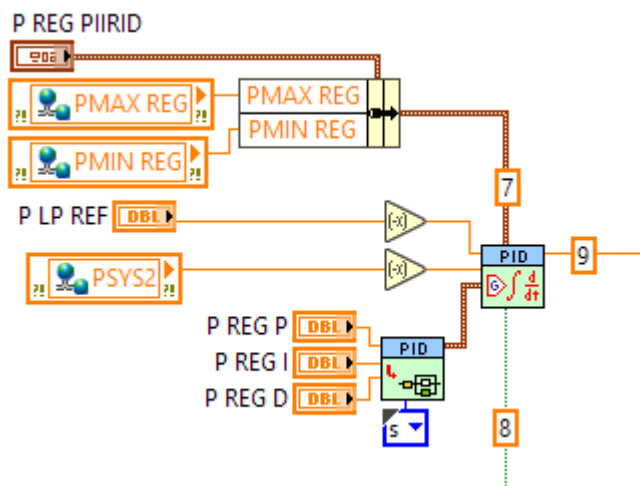 P REG PIIRID
PMAX REG
PMAX REG
PMIN REG
PMIN REG
7
P LP REF
DBL
(-x)
PID
9
PSYS2
(-x)
G
d
dt
P REG P
DBL
PID
P REG I
DBL
P REG D
DBL
s
8